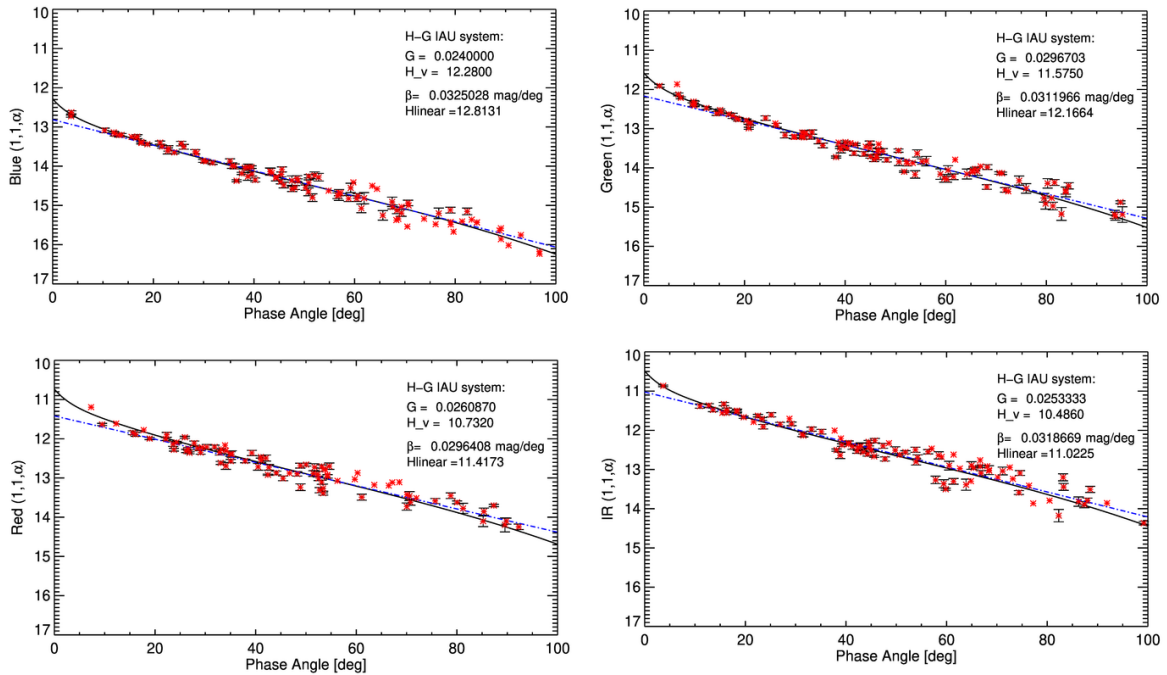 10
11
12
13
14
15
16
17
Blue (1,1,α)
0 20 40 60 80 100
Phase Angle [deg]
H−G IAU system:
G = 0.0240000
H_v = 12.2800
β= 0.0325028 mag/deg
Hlinear =12.8131
10
11
12
13
14
15
16
17
Green (1,1,α)
0 20 40 60 80 100
Phase Angle [deg]
H−G IAU system:
G = 0.0296703
H_v = 11.5750
β= 0.0311966 mag/deg
Hlinear =12.1664
10
11
12
13
14
15
16
17
Red (1,1,α)
0 20 40 60 80 100
Phase Angle [deg]
H−G IAU system:
G = 0.0260870
H_v = 10.7320
β= 0.0296408 mag/deg
Hlinear =11.4173
10
11
12
13
14
15
16
17
IR (1,1,α)
0 20 40 60 80 100
Phase Angle [deg]
H−G IAU system:
G = 0.0253333
H_v = 10.4860
β= 0.0318669 mag/deg
Hlinear =11.0225